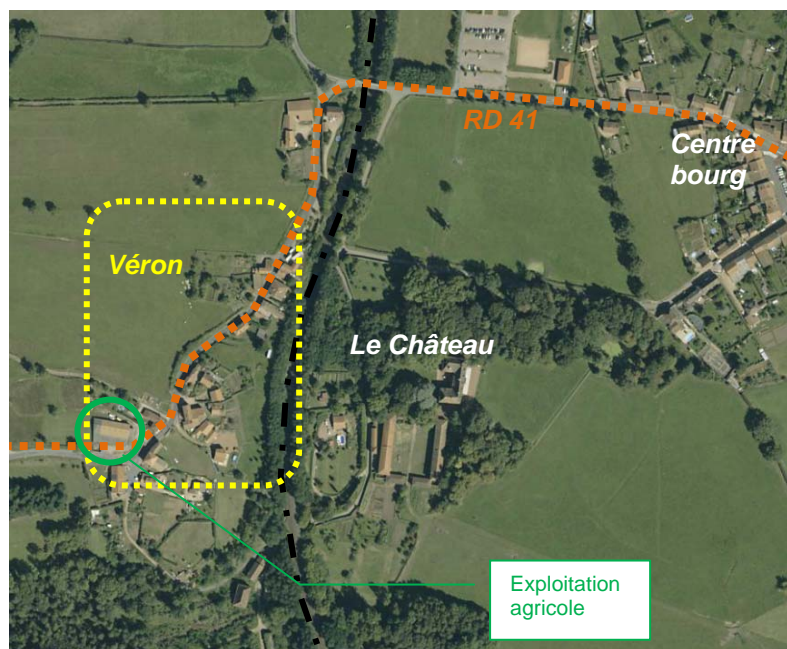 RD 41
Centre
bourg
Véron
Le Château
Exploitation
agricole